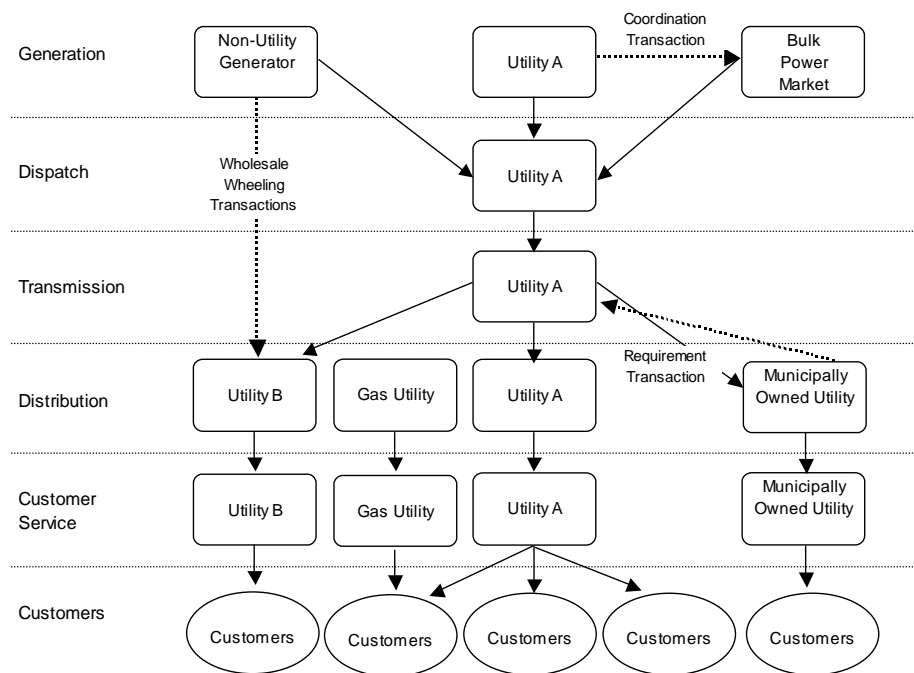 Generation
Non-Utility
Generator
Utility A
Coordination
Transaction
Bulk
Power
Market
Dispatch
Wholesale
Wheeling
Transactions
Utility A
Transmission
Utility A
Requirement
Transaction
Distribution
Utility B
Gas Utility
Utility A
Municipally
Owned Utility
Customer
Service
Utility B
Gas Utility
Utility A
Municipally
Owned Utility
Customers
Customers
Customers
Customers
Customers
Customers